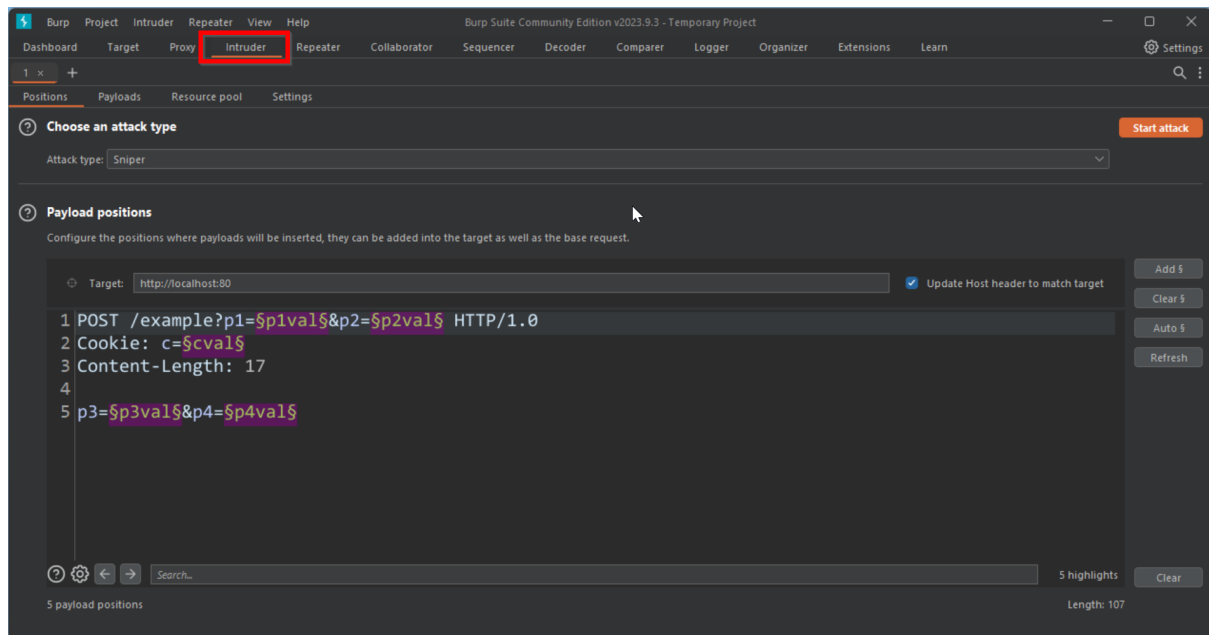 Burp Project Intruder Repeater View Help Burp Suite Community Edition v2023.9.3 - Temporary Project
Dashboard Target Proxy Intruder Repeater Collaborator Sequencer Decoder Comparer Logger Organizer Extensions Learn Settings
1 × +
Positions Payloads Resource pool Settings
? Choose an attack type Start attack
Attack type: Sniper
? Payload positions
Configure the positions where payloads will be inserted, they can be added into the target as well as the base request.
Add §
Target: http://localhost:80 Update Host header to match target
Clear §
1 POST /example?p1=§p1val§&p2=§p2val§ HTTP/1.0
Auto §
2 Cookie: c=§cval§
Refresh
3 Content-Length: 17
4
5 p3=§p3val§&p4=§p4val§
? Search... 5 highlights Clear
5 payload positions Length: 107